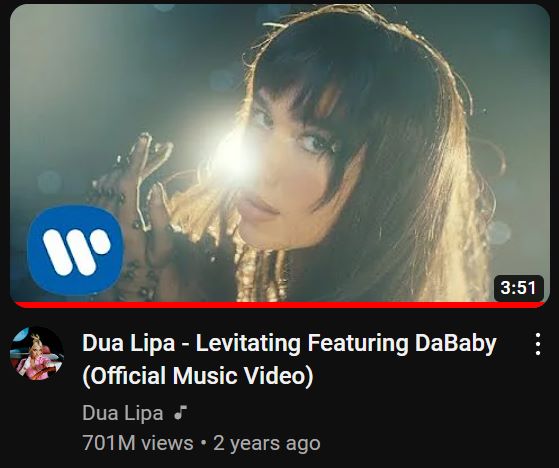 3:51
Dua Lipa - Levitating Featuring DaBaby
(Official Music Video)
Dua Lipa
701M views • 2 years ago